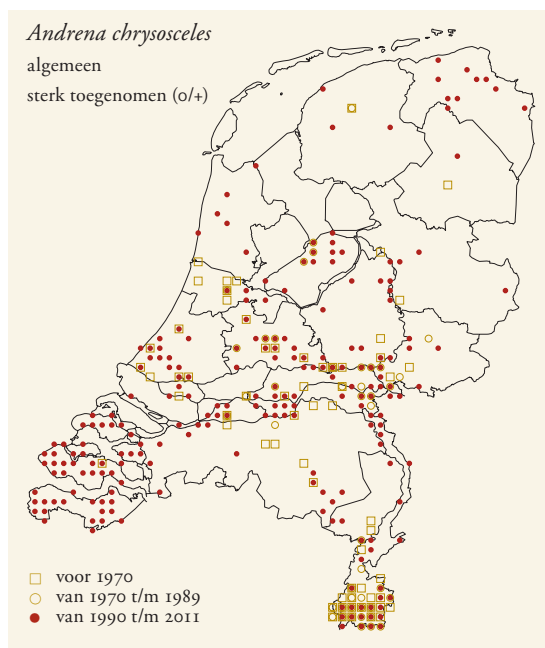 Andrena chrysosceles
algemeen
sterk toegenomen (0/+)
voor 1970
van 1970 t/m 1989
van 1990 t/m 2011